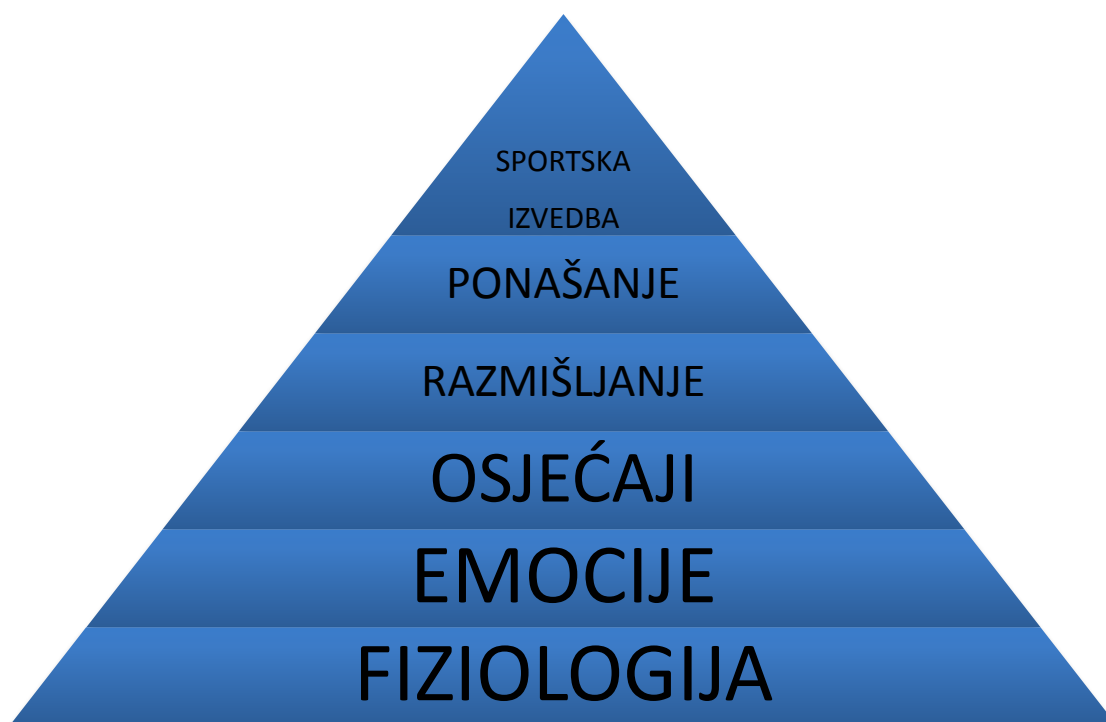 SPORTSKA
IZVEDBA
PONAŠANJE
RAZMIŠLJANJE
OSJEĆAJI
EMOCIJE
FIZIOLOGIJA